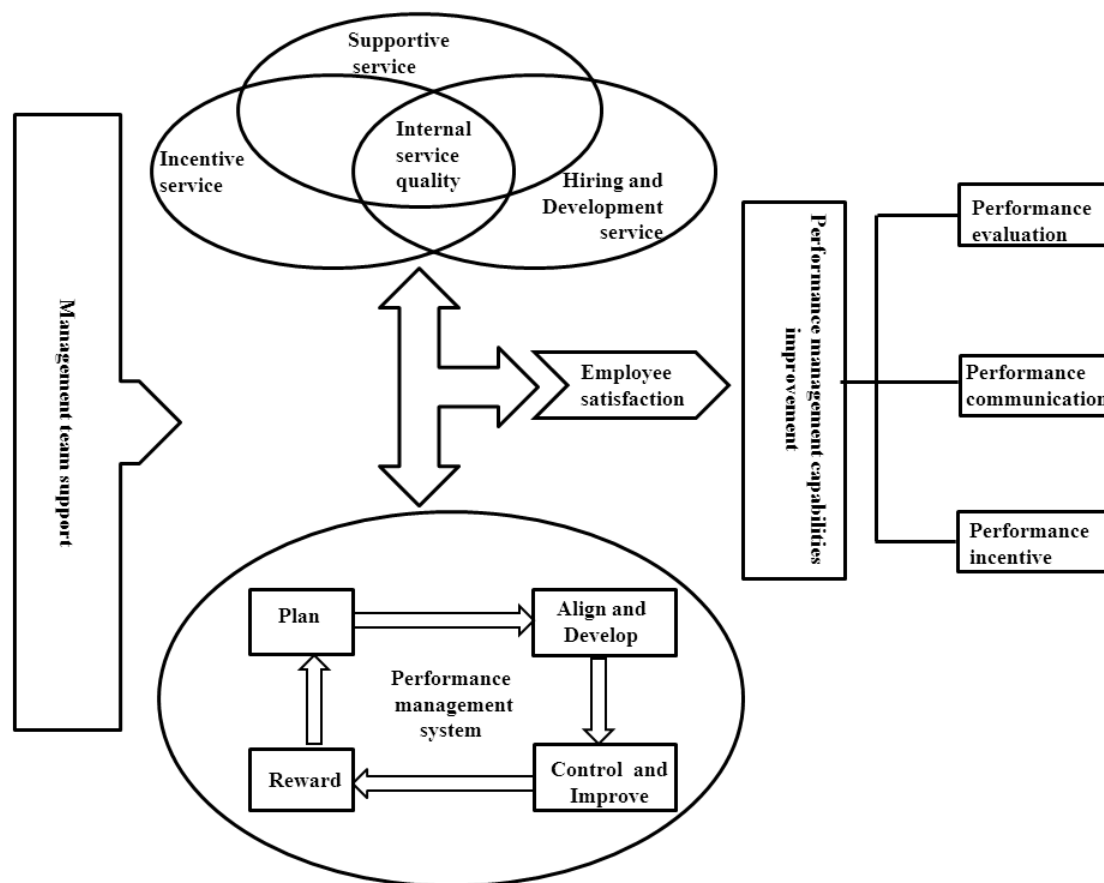 Supportive
service
Incentive
service
Internal
service
quality
Hiring and
Development
service
Management team support
Employee
satisfaction
Performance management capabilities
improvement
Performance
evaluation
Performance
communication
Performance
incentive
Plan
Align and
Develop
Performance
management
system
Reward
Control and
Improve